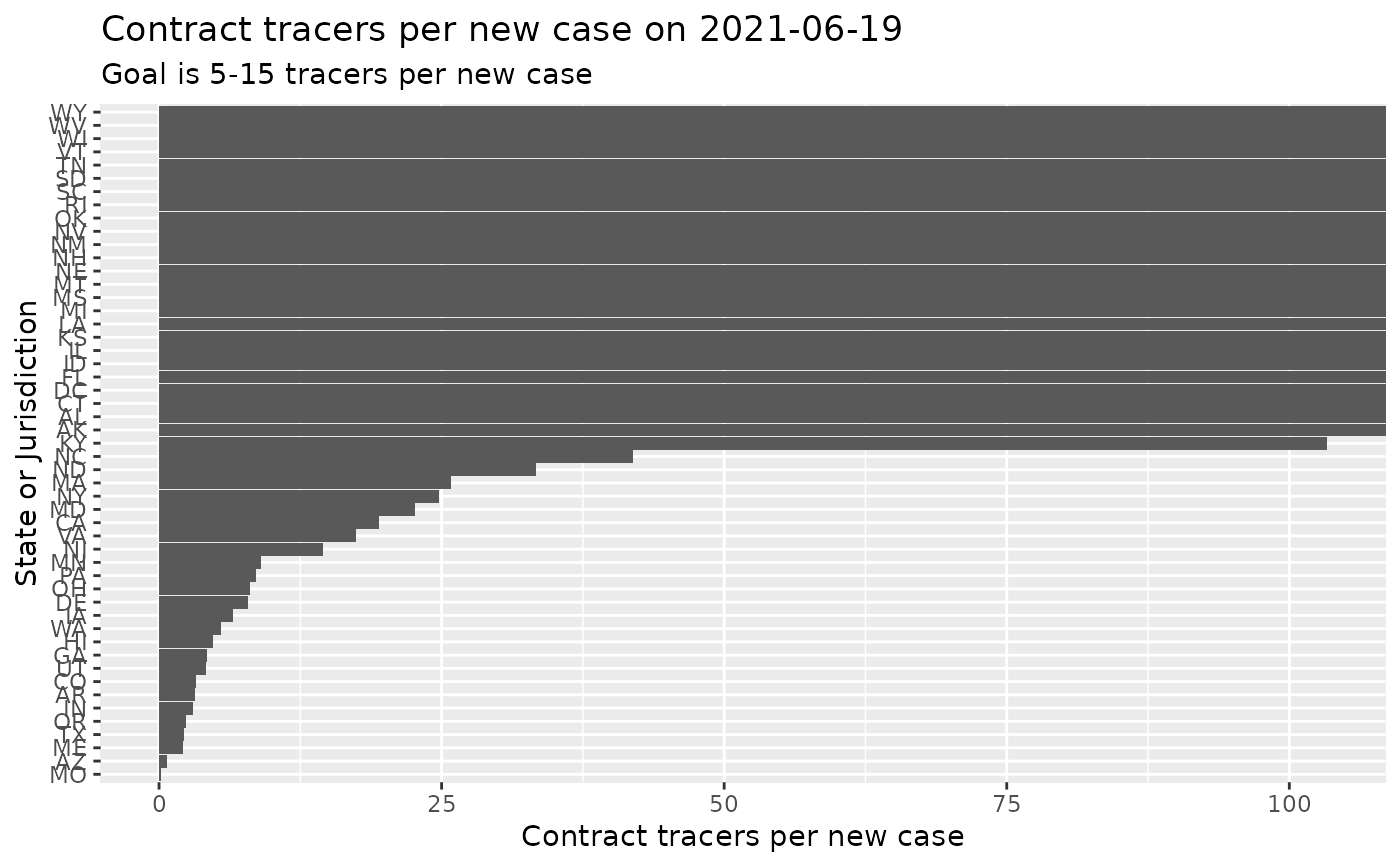 Contract tracers per new case on 2021-06-19
Goal is 5-15 tracers per new case
State or Jurisdiction
WY
WV
WI
VT
TN
SD
SC
RI
OK
NV
NM
NH
NE
MT
MS
MI
LA
KS
IL
ID
FL
DC
CT
AL
AK
KY
NC
ND
MA
NY
MD
CA
VA
NJ
MN
PA
OH
DE
IA
WA
HI
GA
UT
CO
AR
IN
OR
TX
ME
AZ
MO
0 25 50 75 100
Contract tracers per new case